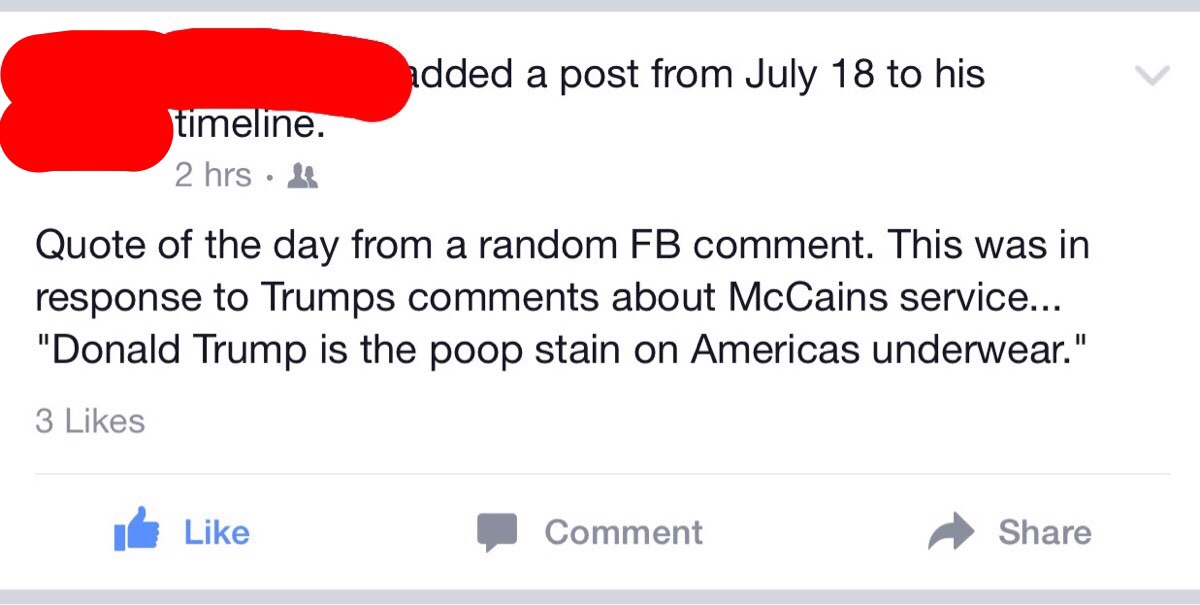 added a post from July 18 to his
timeline.
2 hrs ·
Quote of the day from a random FB comment. This was in
response to Trumps comments about McCains service...
"Donald Trump is the poop stain on Americas underwear."
3 Likes
Like Comment Share